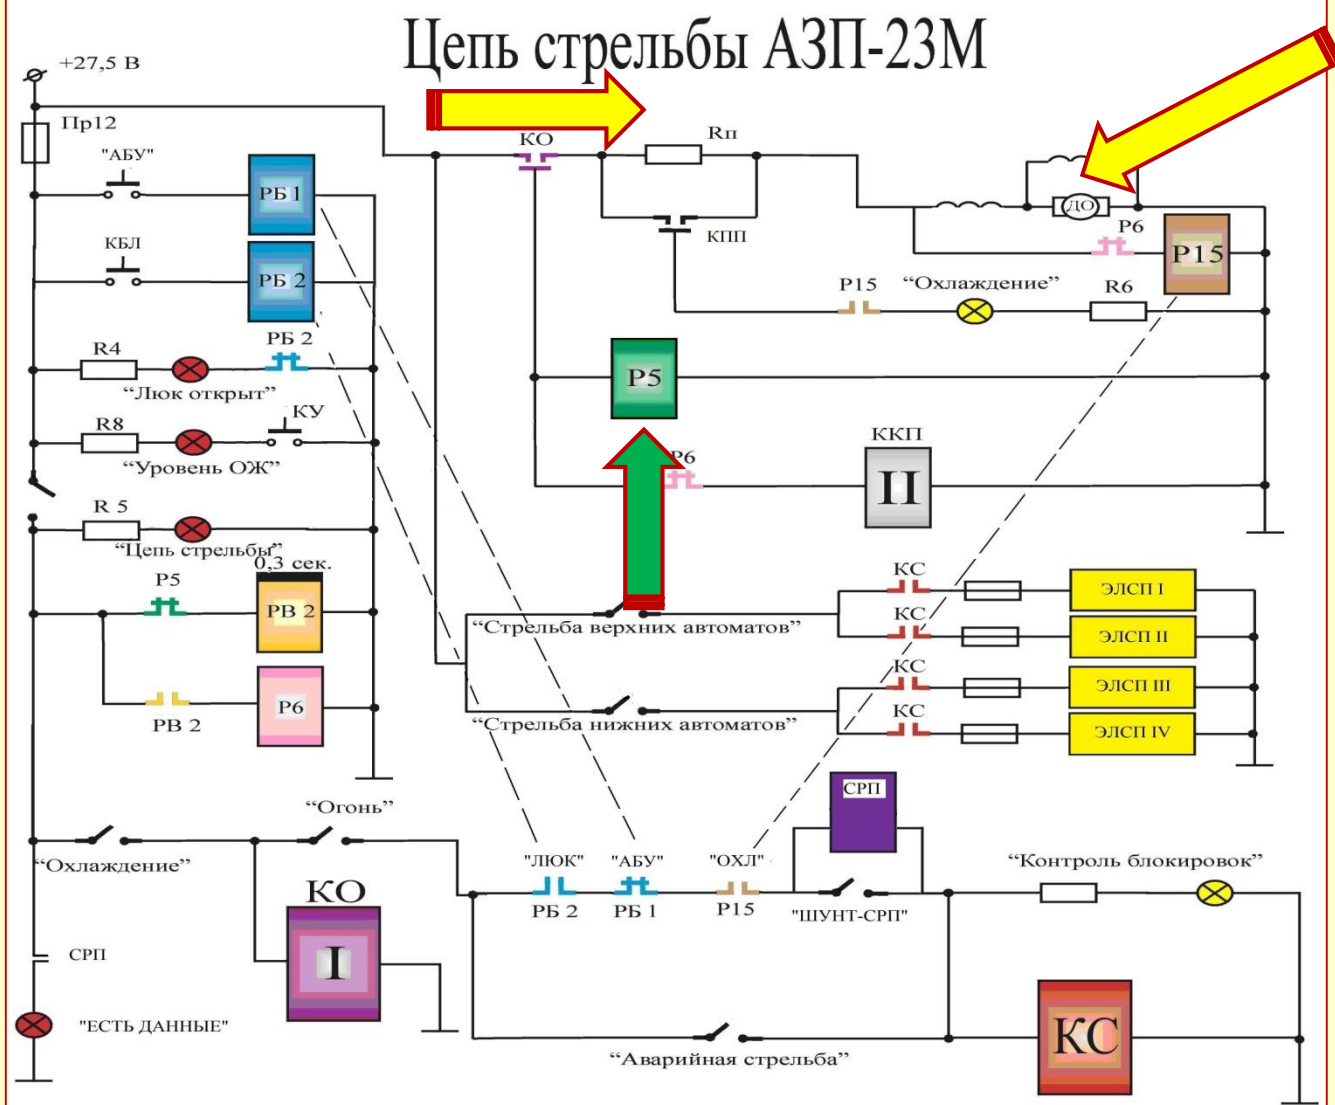 Цепь стрельбы АЗП-23М
+27,5 В
Пр12
"АБУ"
РБ 1
КБЛ
РБ 2
R4
РБ 2
“Люк открыт”
R8
КУ
“Уровень ОЖ”
R 5
“Цепь стрельбы”
0,3 сек.
Р5
РВ 2
РВ 2
Р6
КО
Rп
КПП
ДО
Р6
Р15
Р15
“Охлаждение”
R6
Р5
Р6
ККП
II
“Стрельба верхних автоматов”
КС
ЭЛСП I
КС
ЭЛСП II
КС
ЭЛСП III
“Стрельба нижних автоматов”
КС
ЭЛСП IV
“Охлаждение”
“Огонь”
КО
I
СРП
"ЕСТЬ ДАННЫЕ"
"ЛЮК"
"АБУ"
"ОХЛ"
РБ 2
РБ 1
Р15
СРП
"ШУНТ-СРП"
“Контроль блокировок”
“Аварийная стрельба”
КС